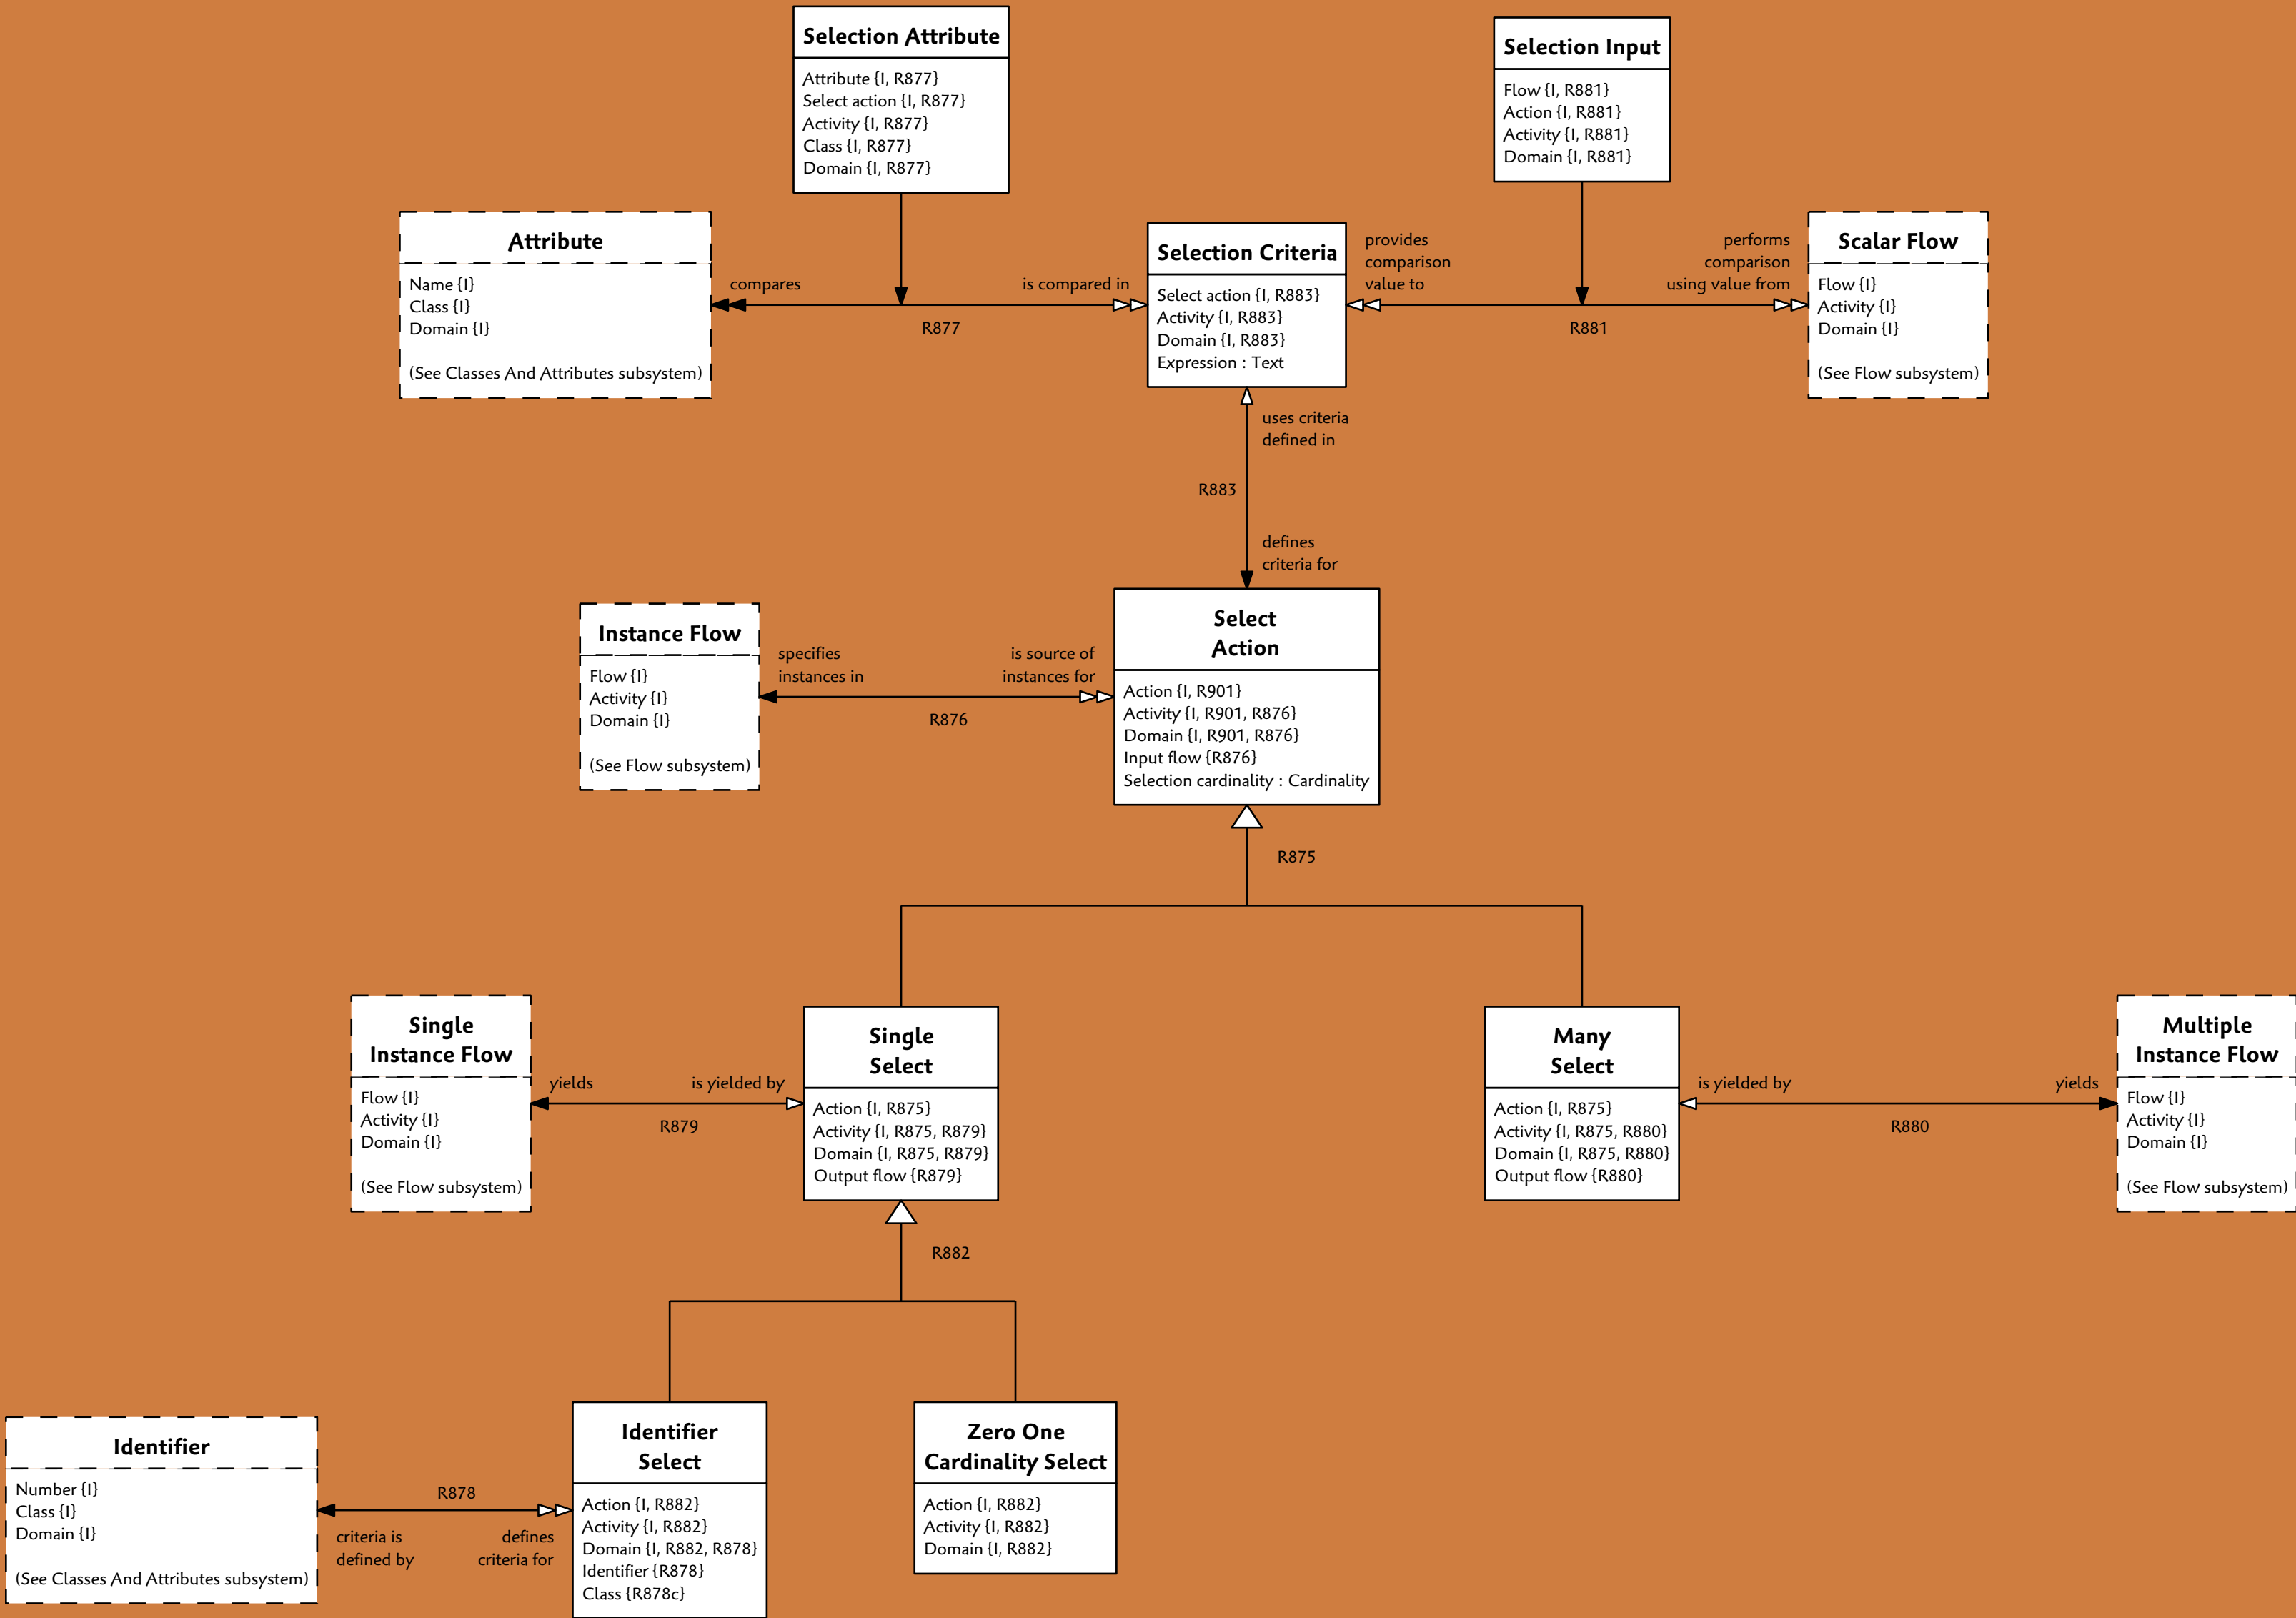 Selection Attribute
Attribute {I, R877}
Select action {I, R877}
Activity {I, R877}
Class {I, R877}
Domain {I, R877}
Selection Input
Flow {I, R881}
Action {I, R881}
Activity {I, R881}
Domain {I, R881}
Attribute
Name {I}
Class {I}
Domain {I}
(See Classes And Attributes subsystem)
compares
is compared in
R877
Selection Criteria
Select action {I, R883}
Activity {I, R883}
Domain {I, R883}
Expression : Text
provides
comparison
value to
performs
comparison
using value from
R881
Scalar Flow
Flow {I}
Activity {I}
Domain {I}
(See Flow subsystem)
uses criteria
defined in
R883
defines
criteria for
Instance Flow
Flow {I}
Activity {I}
Domain {I}
(See Flow subsystem)
specifies
instances in
is source of
instances for
R876
Select
Action
Action {I, R901}
Activity {I, R901, R876}
Domain {I, R901, R876}
Input flow {R876}
Selection cardinality : Cardinality
R875
Single
Instance Flow
Flow {I}
Activity {I}
Domain {I}
(See Flow subsystem)
yields
is yielded by
R879
Single
Select
Action {I, R875}
Activity {I, R875, R879}
Domain {I, R875, R879}
Output flow {R879}
Many
Select
Action {I, R875}
Activity {I, R875, R880}
Domain {I, R875, R880}
Output flow {R880}
is yielded by
yields
R880
Multiple
Instance Flow
Flow {I}
Activity {I}
Domain {I}
(See Flow subsystem)
R882
Identifier
Number {I}
Class {I}
Domain {I}
(See Classes And Attributes subsystem)
R878
criteria is
defined by
defines
criteria for
Identifier
Select
Action {I, R882}
Activity {I, R882}
Domain {I, R882, R878}
Identifier {R878}
Class {R878c}
Zero One
Cardinality Select
Action {I, R882}
Activity {I, R882}
Domain {I, R882}